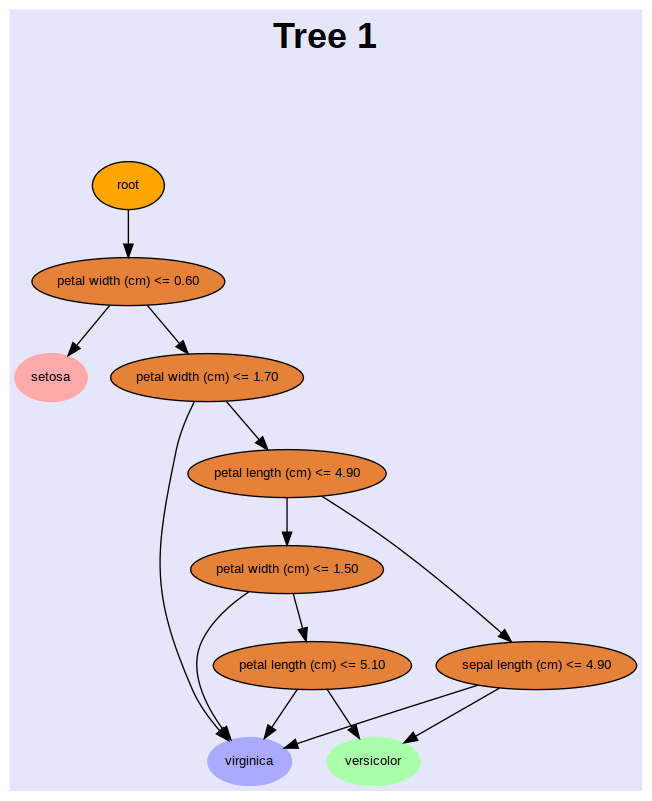 Tree 1
root
petal width (cm) <= 0.60
setosa
petal width (cm) <= 1.70
petal length (cm) <= 4.90
petal width (cm) <= 1.50
petal length (cm) <= 5.10
sepal length (cm) <= 4.90
virginica
versicolor